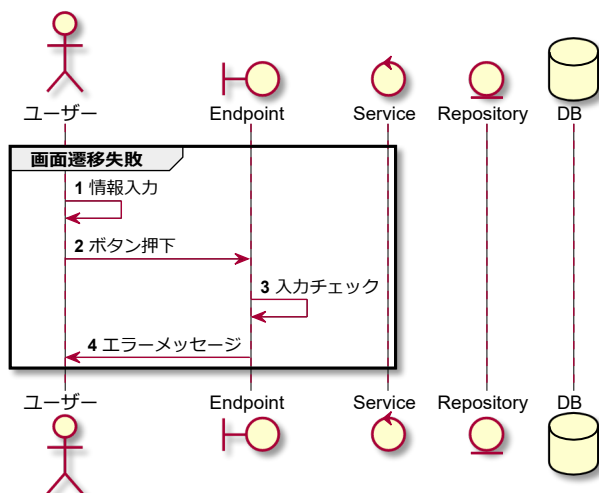 ユーザー Endpoint Service Repository DB
画面遷移失敗
1 情報入力
2 ボタン押下
3 入力チェック
4 エラーメッセージ
ユーザー Endpoint Service Repository DB